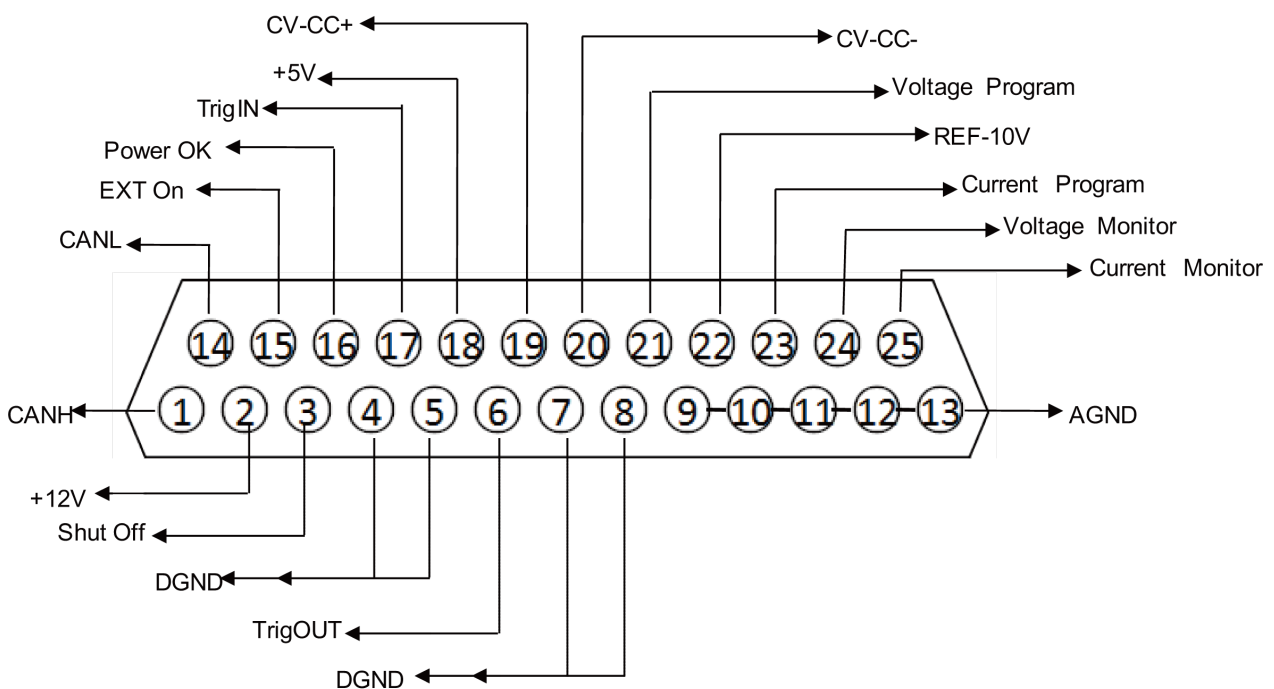 CV-CC+
CV-CC-
+5V
Voltage Program
TrigIN
REF-10V
Power OK
Current Program
EXT On
Voltage Monitor
CANL
Current Monitor
14 15 16 17 18 19 20 21 22 23 24 25
CANH 1 2 3 4 5 6 7 8 9 10 11 12 13 AGND
+12V
Shut Off
DGND
TrigOUT
DGND